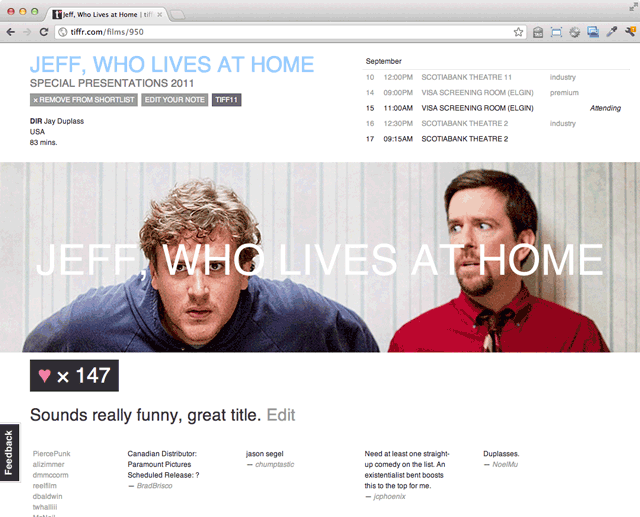 Jeff, Who Lives at Home | tiff
tiffr.com/films/950
JEFF, WHO LIVES AT HOME
SPECIAL PRESENTATIONS 2011
× REMOVE FROM SHORTLIST EDIT YOUR NOTE TIFF11
DIR Jay Duplass
USA
83 mins.
September
10 12:00PM SCOTIABANK THEATRE 11 industry
14 09:00PM VISA SCREENING ROOM (ELGIN) premium
15 11:00AM VISA SCREENING ROOM (ELGIN) Attending
16 12:30PM SCOTIABANK THEATRE 2 industry
17 09:15AM SCOTIABANK THEATRE 2
JEFF, WHO LIVES AT HOME
♥ × 147
Sounds really funny, great title. Edit
Feedback
PiercePunk
alizimmer
dmmcorm
reelfilm
dbaldwin
twhalliii
McNeil
Canadian Distributor:
Paramount Pictures
Scheduled Release: ?
— BradBrisco
jason segel
— chumptastic
Need at least one straight-
up comedy on the list. An
existentialist bent boosts
this to the top for me.
— jcphoenix
Duplasses.
— NoelMu